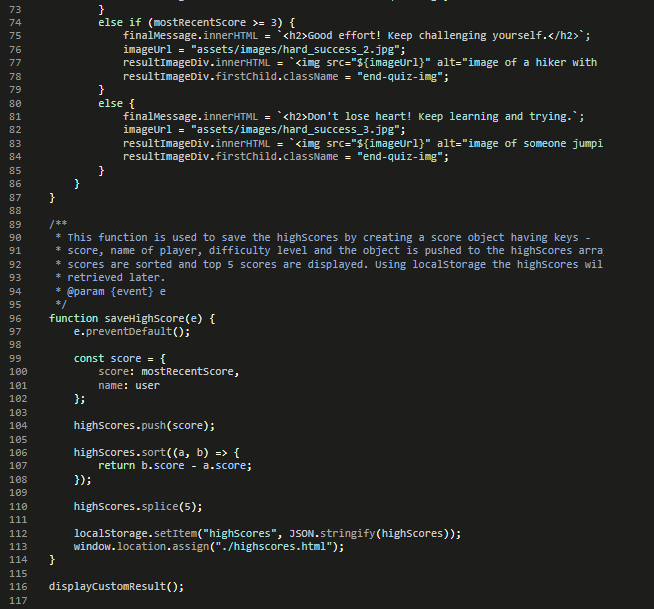 73 }
74 else if (mostRecentScore >= 3) {
75 finalMessage.innerHTML = `<h2>Good effort! Keep challenging yourself.</h2>`;
76 imageUrl = "assets/images/hard_success_2.jpg";
77 resultImageDiv.innerHTML = `<img src="${imageUrl}" alt="image of a hiker with
78 resultImageDiv.firstChild.className = "end-quiz-img";
79 }
80 else {
81 finalMessage.innerHTML = `<h2>Don't lose heart! Keep learning and trying.`;
82 imageUrl = "assets/images/hard_success_3.jpg";
83 resultImageDiv.innerHTML = `<img src="${imageUrl}" alt="image of someone jumpi
84 resultImageDiv.firstChild.className = "end-quiz-img";
85 }
86 }
87 }
88
89 /**
90 * This function is used to save the highScores by creating a score object having keys -
91 * score, name of player, difficulty level and the object is pushed to the highScores arra
92 * scores are sorted and top 5 scores are displayed. Using localStorage the highScores wil
93 * retrieved later.
94 * @param {event} e
95 */
96 function saveHighScore(e) {
97 e.preventDefault();
98
99 const score = {
100 score: mostRecentScore,
101 name: user
102 };
103
104 highScores.push(score);
105
106 highScores.sort((a, b) => {
107 return b.score - a.score;
108 });
109
110 highScores.splice(5);
111
112 localStorage.setItem("highScores", JSON.stringify(highScores));
113 window.location.assign("./highscores.html");
114 }
115
116 displayCustomResult();
117